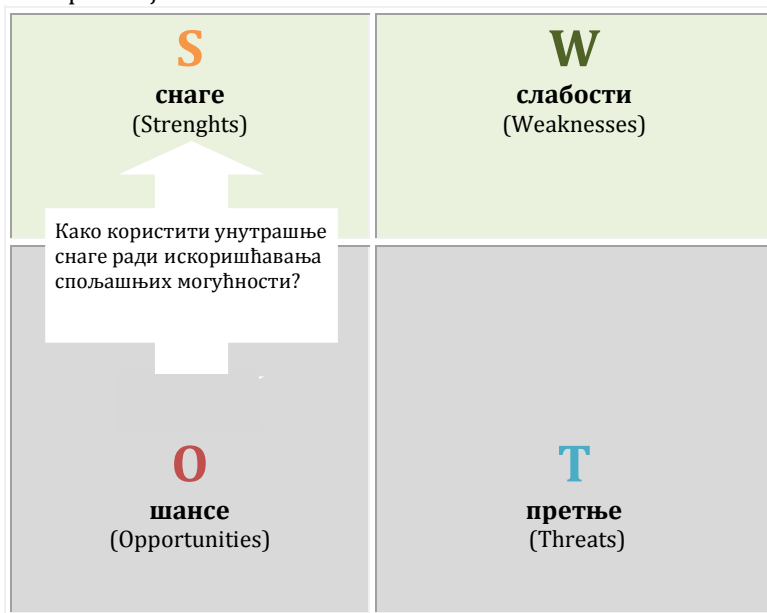 S
снаге
(Strenghts)
W
слабости
(Weaknesses)
Како користити унутрашње
снаге ради искоришћавања
спољашњих могућности?
O
шансе
(Opportunities)
T
претње
(Threats)